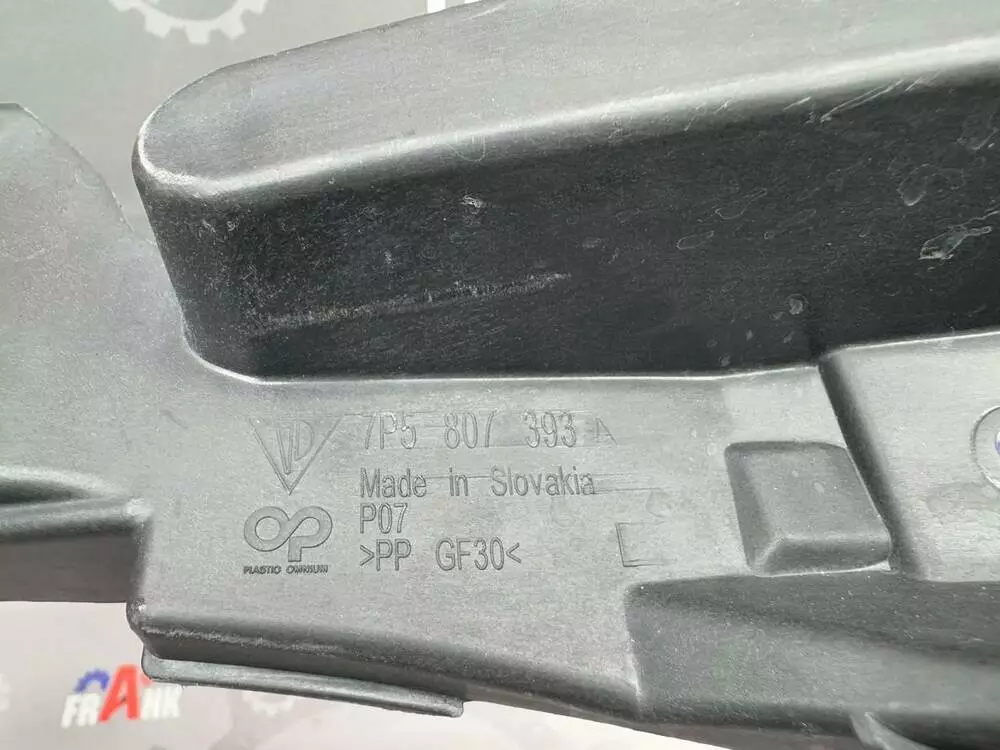 7P5 807 393 A
Made in Slovakia
P07
>PP GF30<
PLASTIC OMNIUM
FRANK